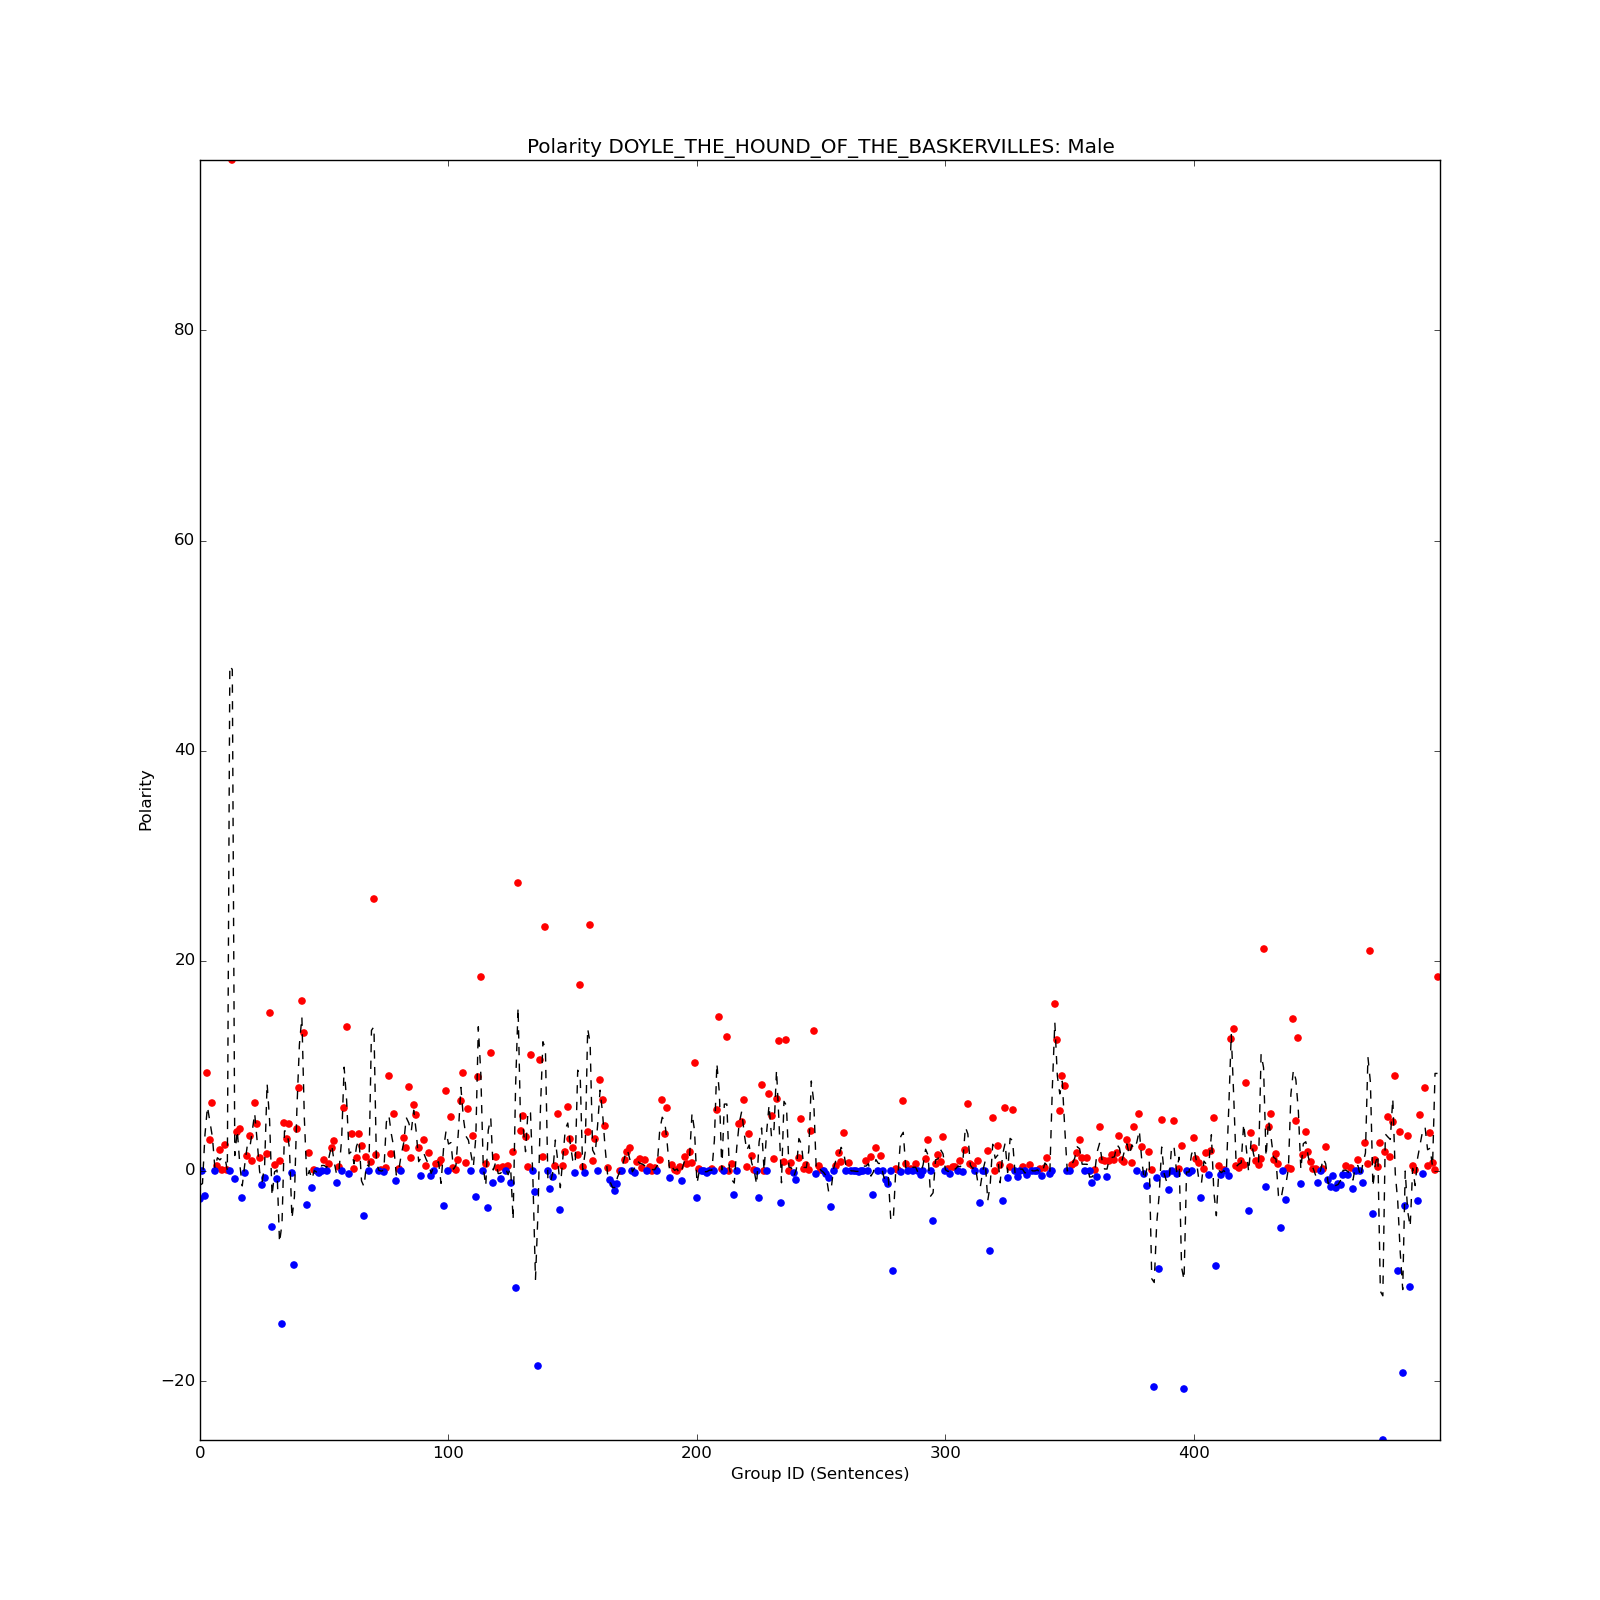 Polarity DOYLE_THE_HOUND_OF_THE_BASKERVILLES: Male
80
60
40
20
0
−20
Polarity
0 100 200 300 400
Group ID (Sentences)